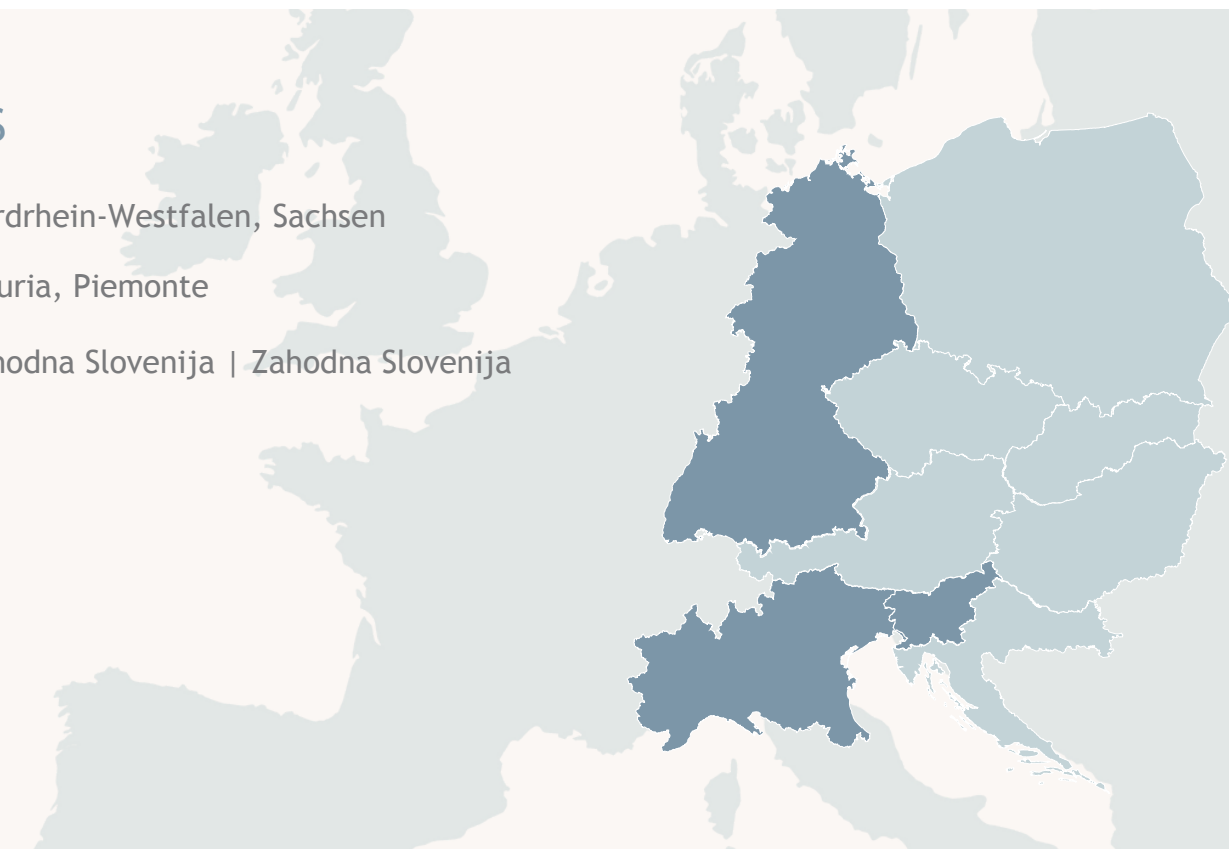 s
rdrhein-Westfalen, Sachsen
uria, Piemonte
hodna Slovenija | Zahodna Slovenija